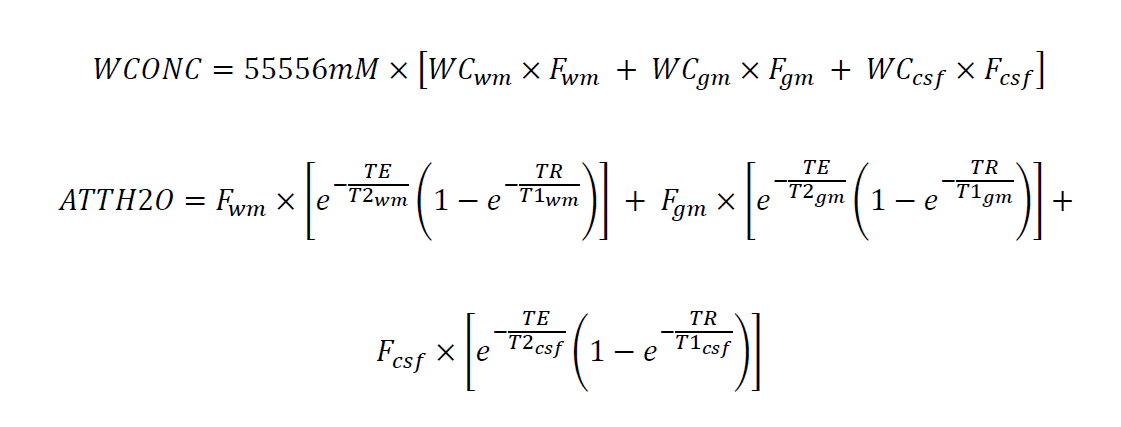 WCONC = 55556mM × [WC_wm × F_wm + WC_gm × F_gm + WC_csf × F_csf]
ATTH2O = F_wm × [e^(-TE/T2_wm) (1 − e^(-TR/T1_wm))] + F_gm × [e^(-TE/T2_gm) (1 − e^(-TR/T1_gm))] +
F_csf × [e^(-TE/T2_csf) (1 − e^(-TR/T1_csf))]